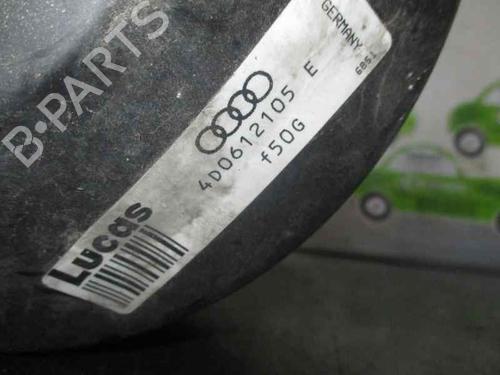 B-PARTS
GERMANY
4D0612105 E
f50G
Lucas